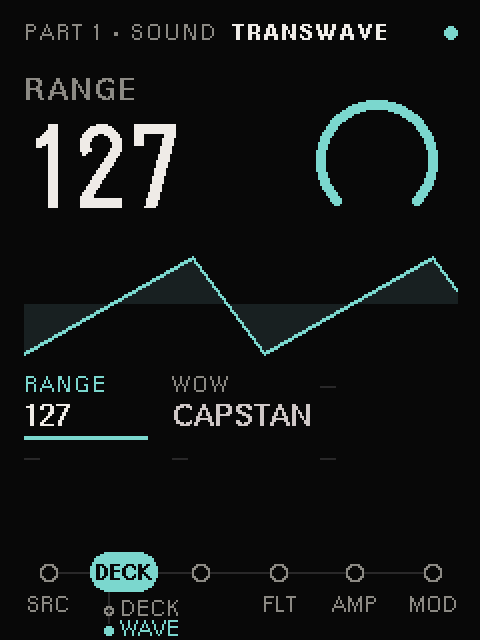 PART 1 · SOUND TRANSWAVE
RANGE
127
RANGE WOW —
127 CAPSTAN
— — —
DECK
SRC DECK FLT AMP MOD
WAVE